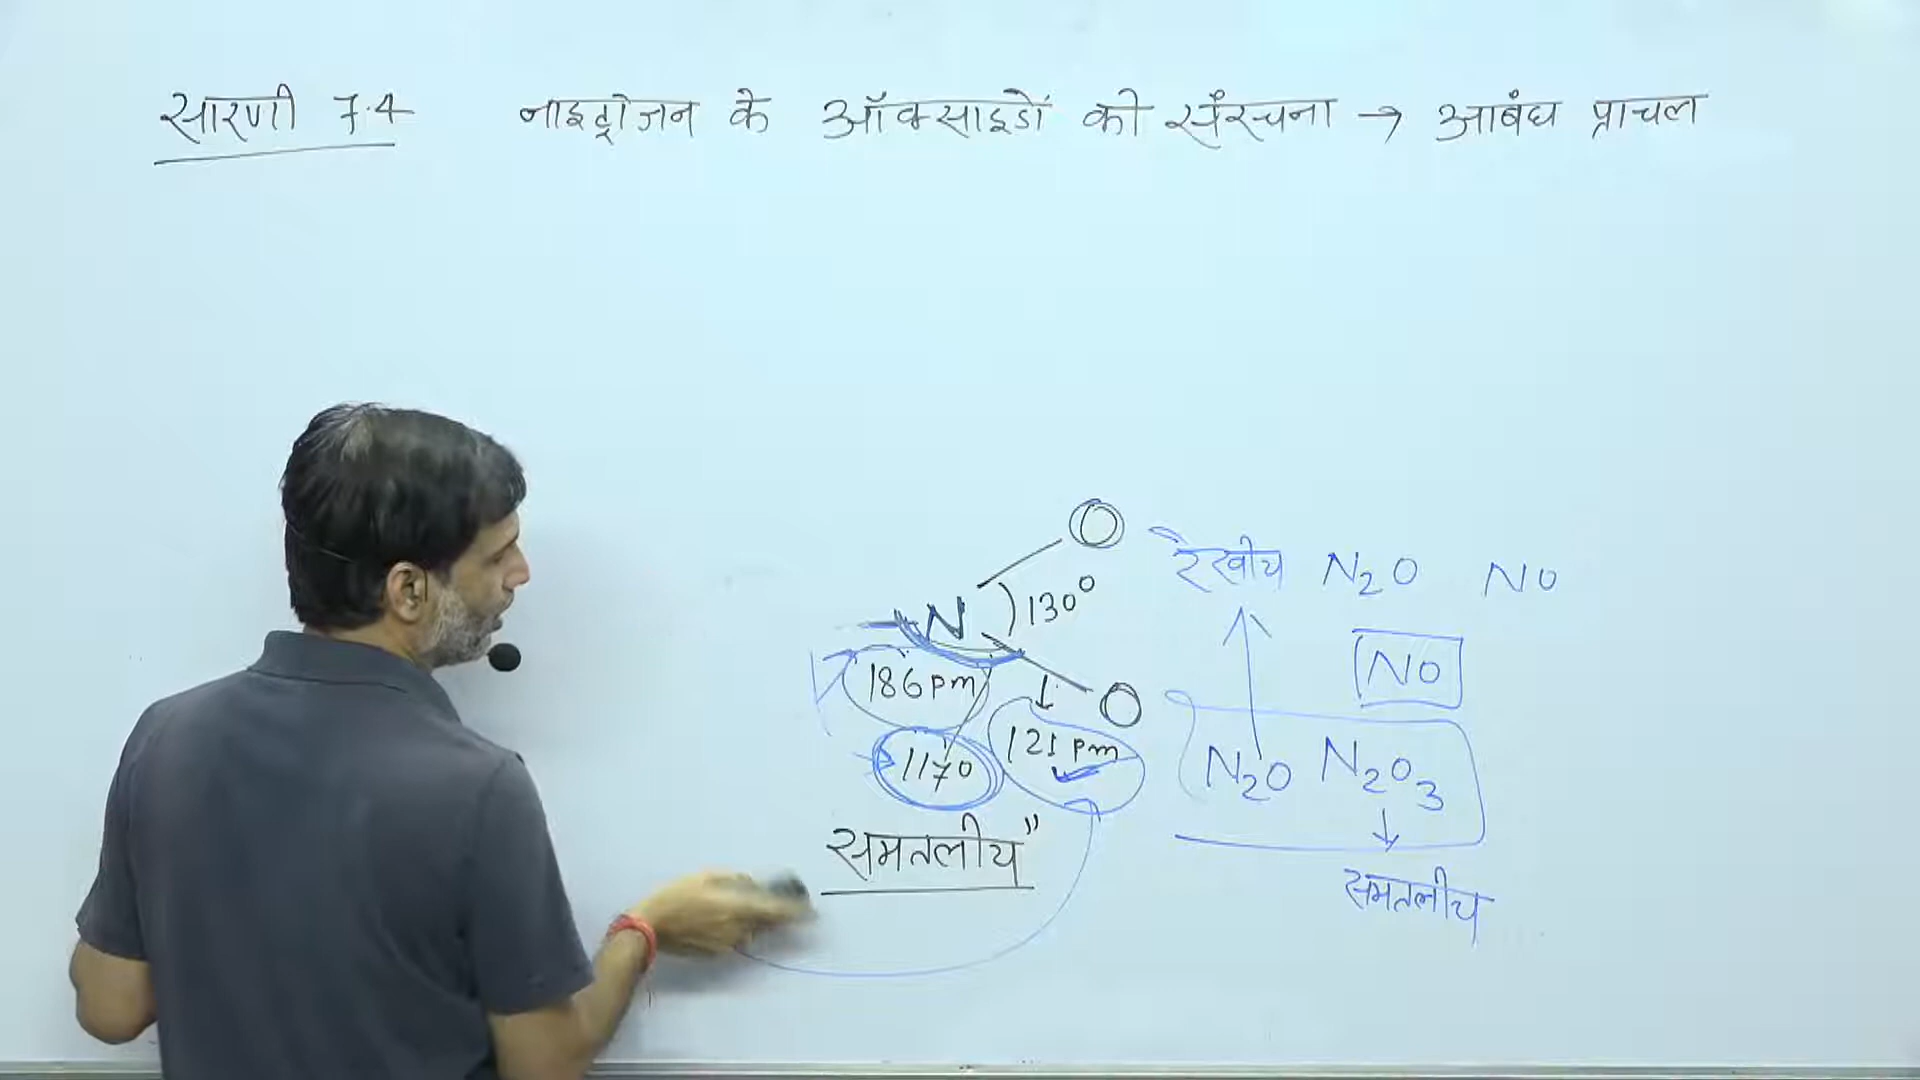 सारणी 7.4 नाइट्रोजन के ऑक्साइडों की संरचना → आबंध प्राचल
O
रैखीय N2O NO
N ) 130°
186 pm
NO
O
117° 121 pm
N2O N2O3
समतलीय"
समतलीय